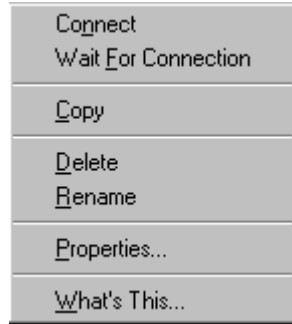 Connect
Wait For Connection
Copy
Delete
Rename
Properties...
What's This...